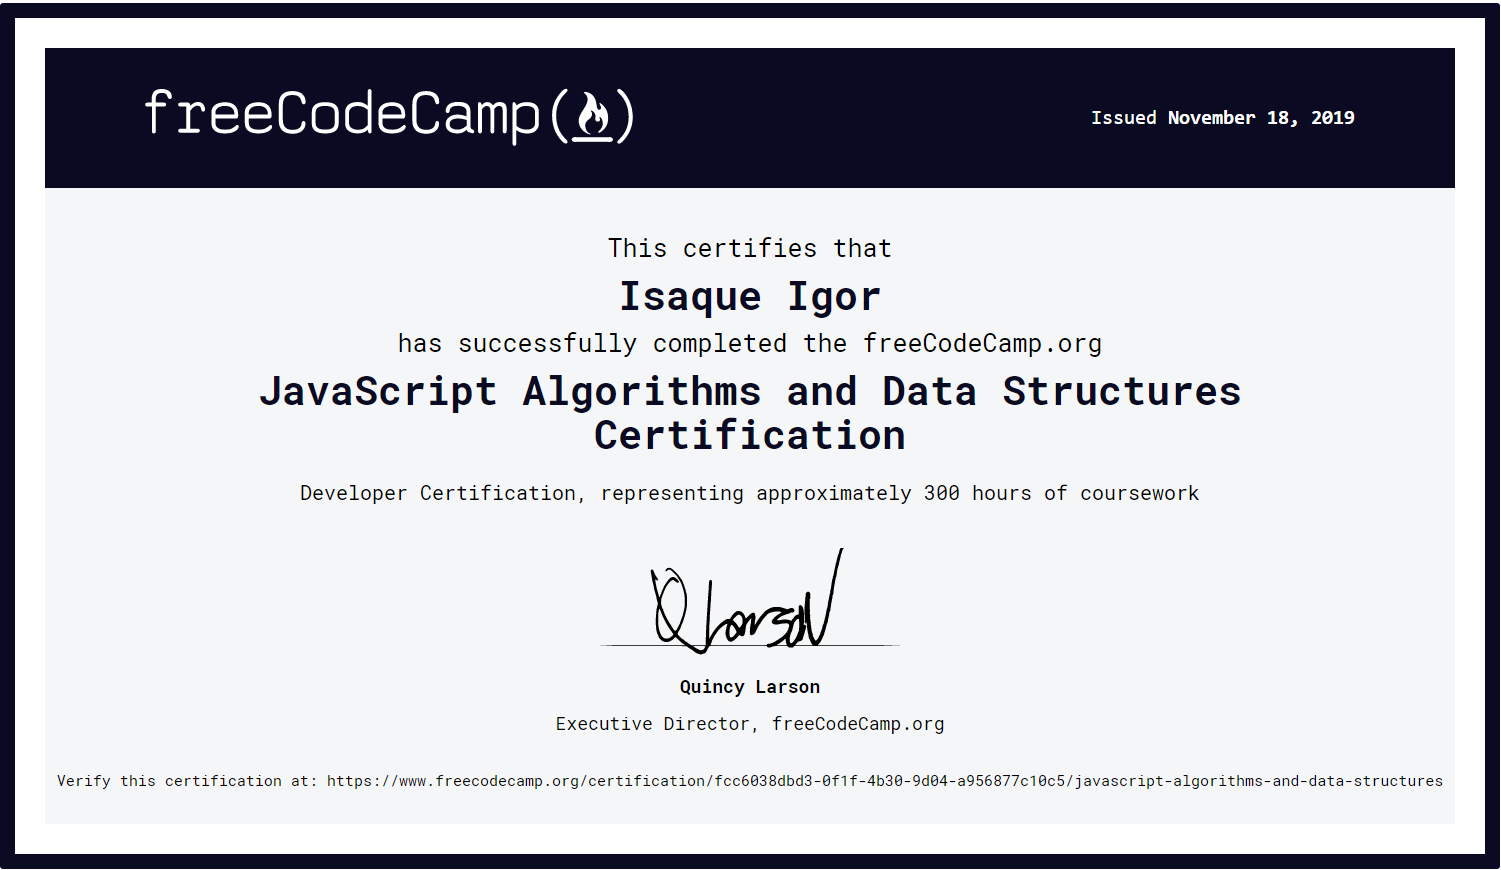 freeCodeCamp(🔥)
Issued November 18, 2019
This certifies that
Isaque Igor
has successfully completed the freeCodeCamp.org
JavaScript Algorithms and Data Structures
Certification
Developer Certification, representing approximately 300 hours of coursework
Q Larson
Quincy Larson
Executive Director, freeCodeCamp.org
Verify this certification at: https://www.freecodecamp.org/certification/fcc6038dbd3-0f1f-4b30-9d04-a956877c10c5/javascript-algorithms-and-data-structures